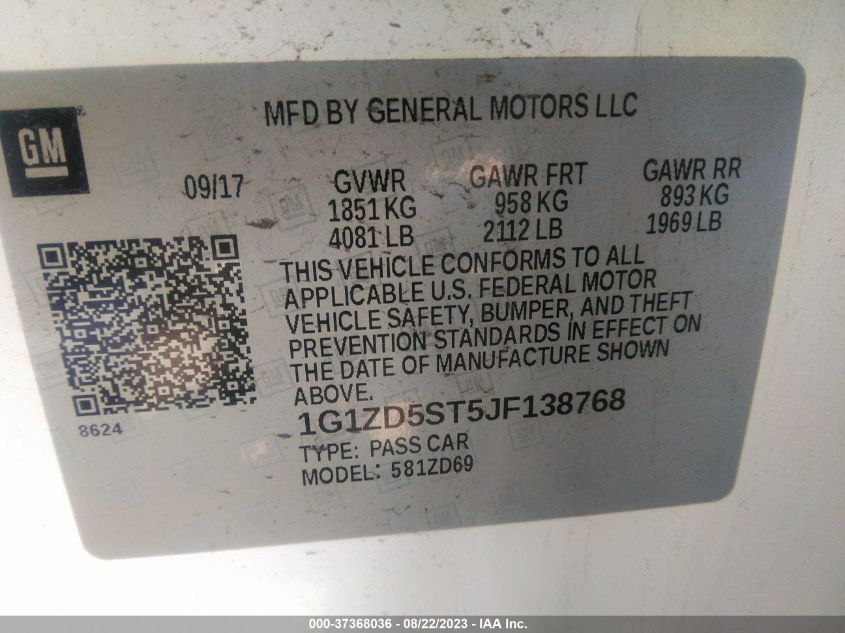 MFD BY GENERAL MOTORS LLC
GM
09/17
GVWR
1851 KG
4081 LB
GAWR FRT
958 KG
2112 LB
GAWR RR
893 KG
1969 LB
THIS VEHICLE CONFORMS TO ALL
APPLICABLE U.S. FEDERAL MOTOR
VEHICLE SAFETY, BUMPER, AND THEFT
PREVENTION STANDARDS IN EFFECT ON
THE DATE OF MANUFACTURE SHOWN
ABOVE.
8624
1G1ZD5ST5JF138768
TYPE: PASS CAR
MODEL: 581ZD69
000-37368036 - 08/22/2023 - IAA Inc.